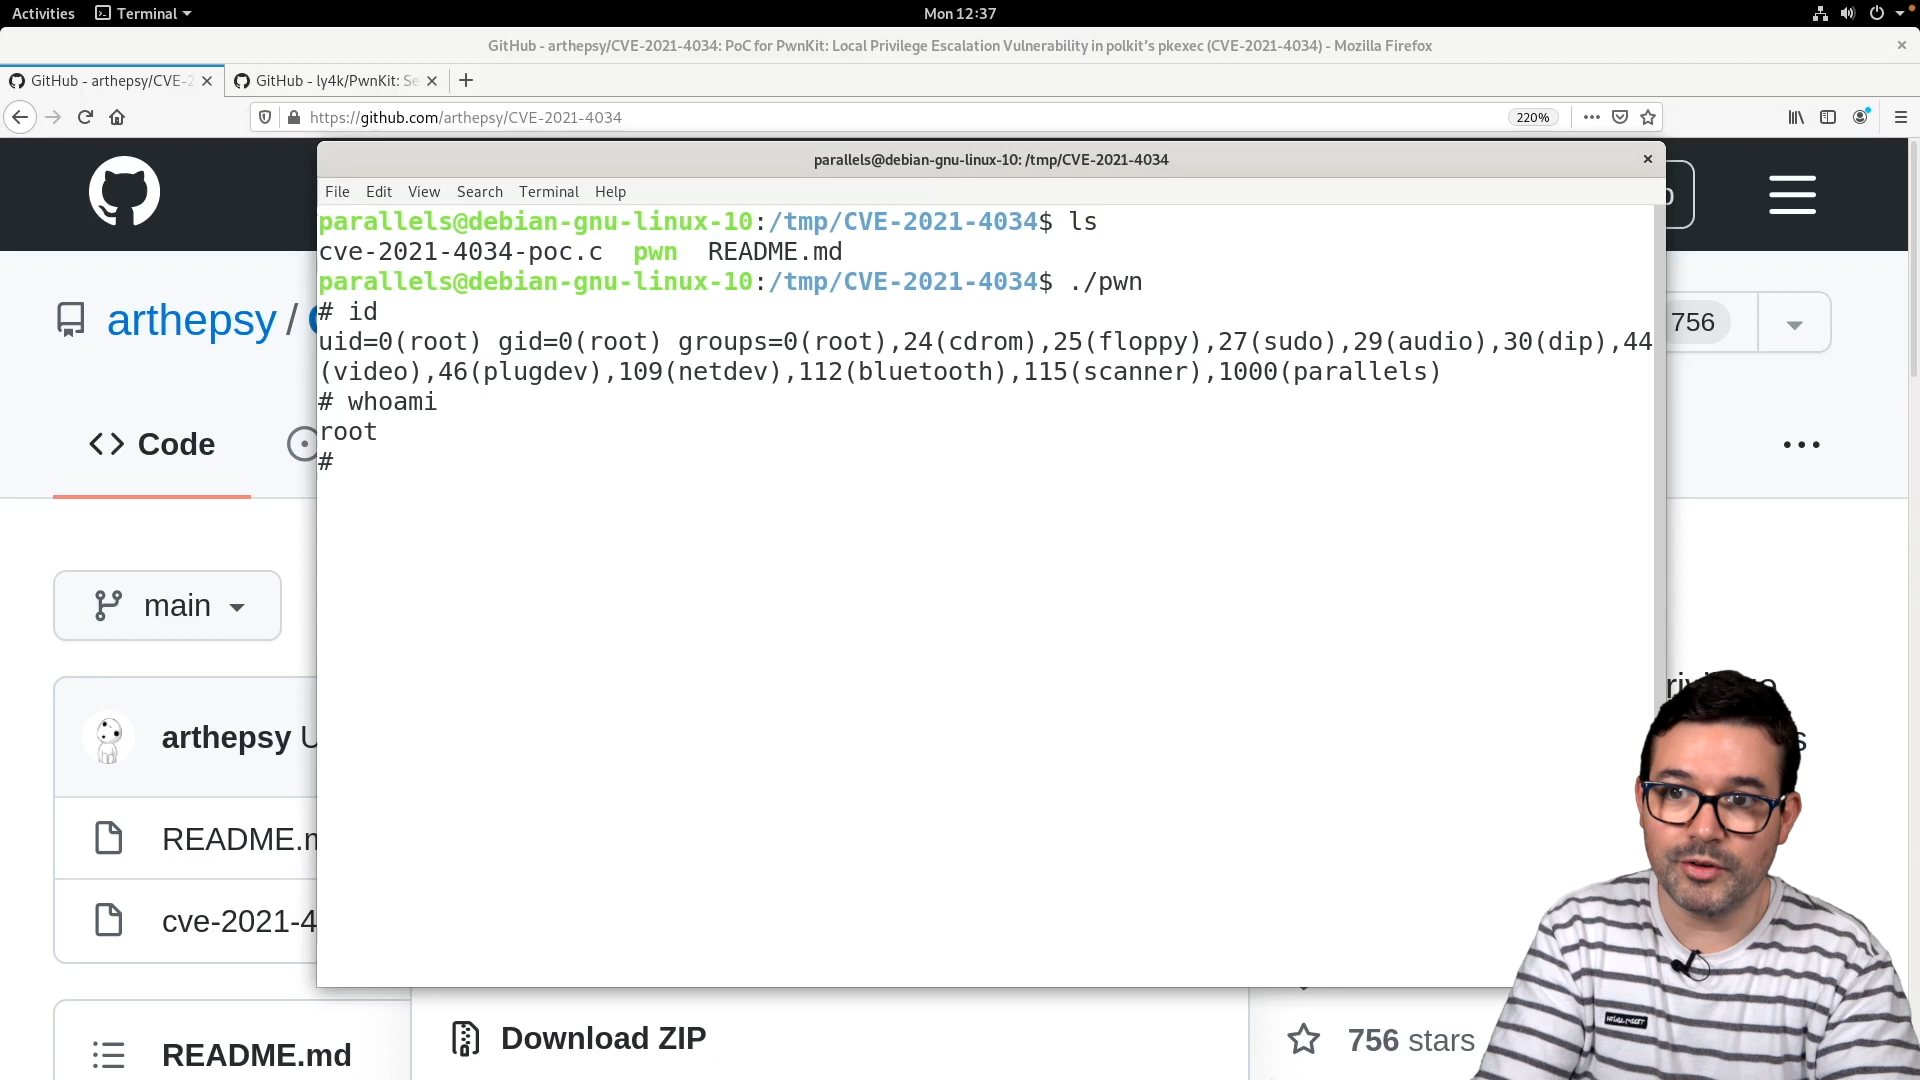 Activities Terminal Mon 12:37
GitHub - arthepsy/CVE-2021-4034: PoC for PwnKit: Local Privilege Escalation Vulnerability in polkit's pkexec (CVE-2021-4034) - Mozilla Firefox
GitHub - arthepsy/CVE-2 GitHub - ly4k/PwnKit: Se
https://github.com/arthepsy/CVE-2021-4034 220%
parallels@debian-gnu-linux-10: /tmp/CVE-2021-4034
File Edit View Search Terminal Help
parallels@debian-gnu-linux-10:/tmp/CVE-2021-4034$ ls
cve-2021-4034-poc.c pwn README.md
parallels@debian-gnu-linux-10:/tmp/CVE-2021-4034$ ./pwn
# id
uid=0(root) gid=0(root) groups=0(root),24(cdrom),25(floppy),27(sudo),29(audio),30(dip),44
(video),46(plugdev),109(netdev),112(bluetooth),115(scanner),1000(parallels)
# whoami
root
#
arthepsy /
756
Code
main
arthepsy U
README.m
cve-2021-4
README.md
Download ZIP
756 stars